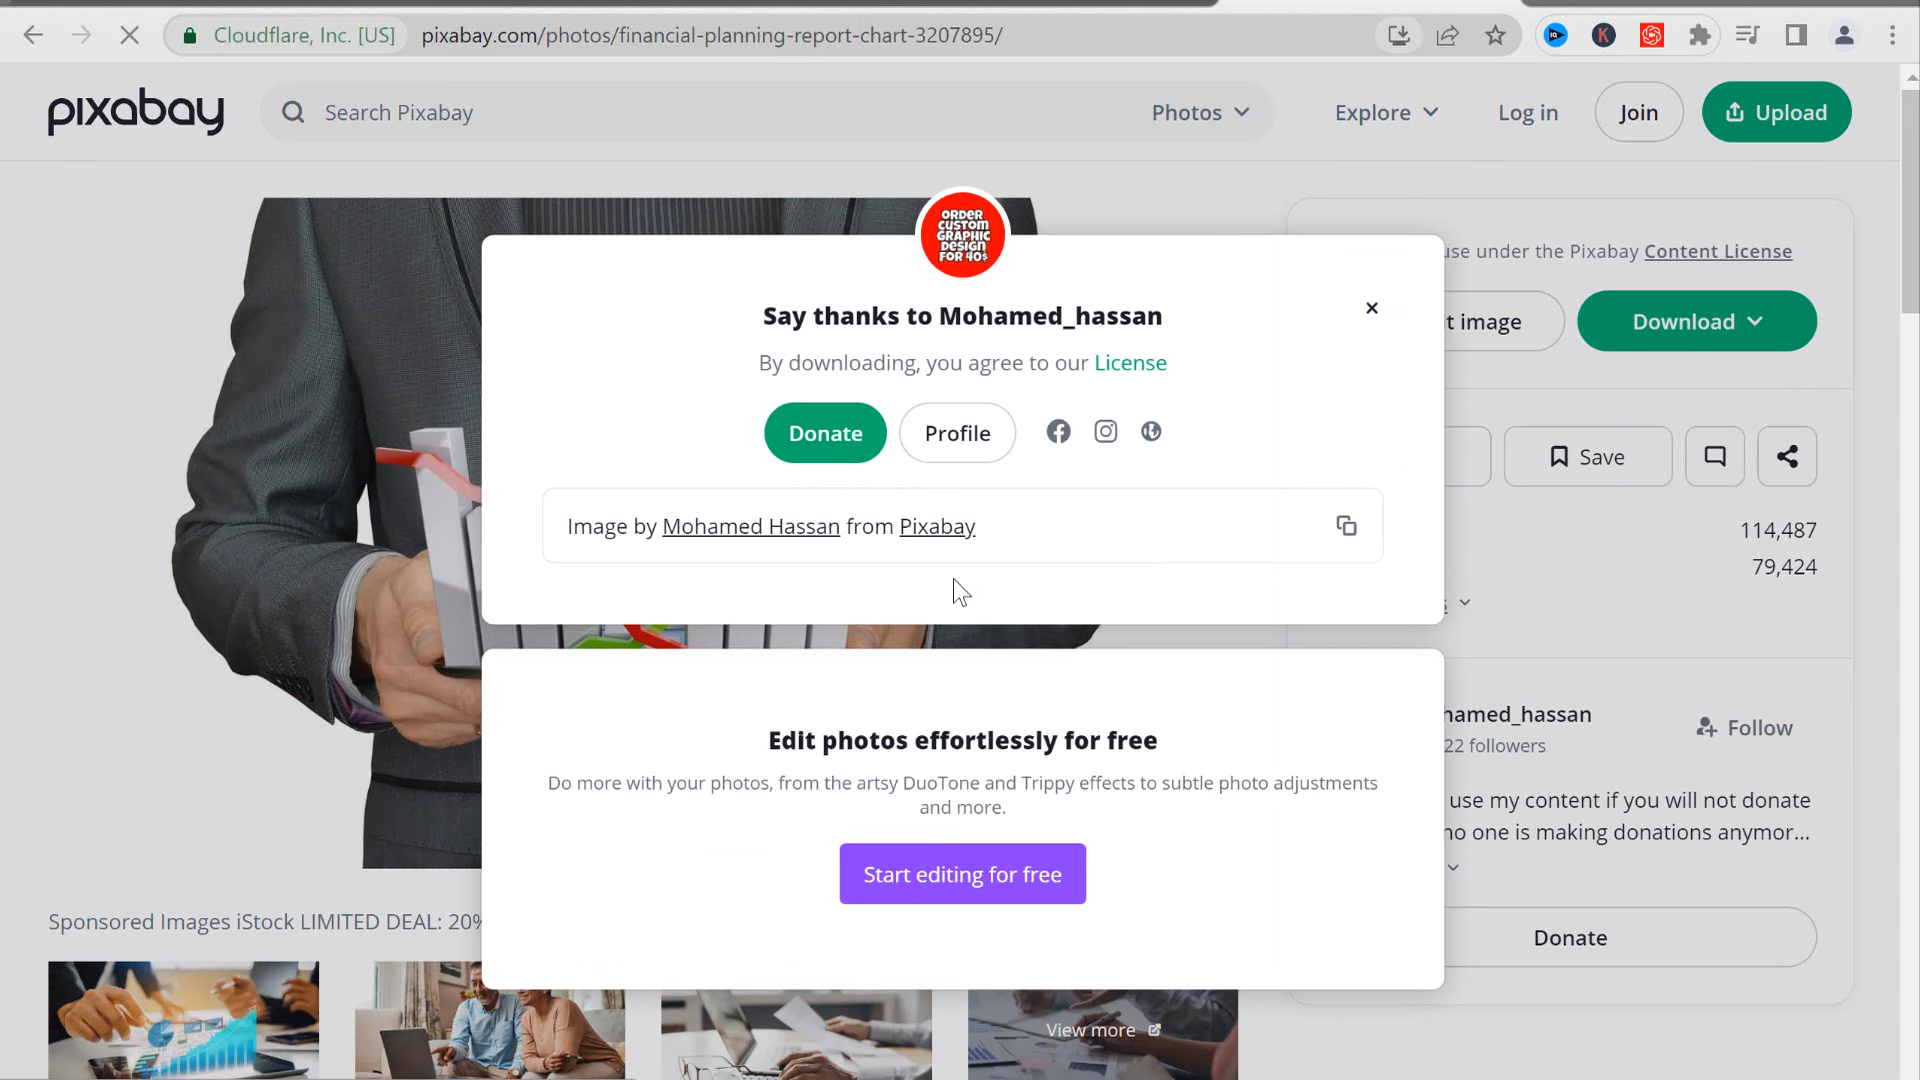 Cloudflare, Inc. [US]
pixabay.com/photos/financial-planning-report-chart-3207895/
pixabay
Search Pixabay
Photos
Explore
Log in
Join
Upload
ORDER
CUSTOM
GRAPHIC
DESIGN
FOR 40$
Say thanks to Mohamed_hassan
By downloading, you agree to our License
Donate
Profile
Image by Mohamed Hassan from Pixabay
use under the Pixabay Content License
t image
Download
Save
114,487
79,424
Edit photos effortlessly for free
Do more with your photos, from the artsy DuoTone and Trippy effects to subtle photo adjustments
and more.
Start editing for free
hamed_hassan
22 followers
Follow
use my content if you will not donate
no one is making donations anymor...
Donate
Sponsored Images iStock LIMITED DEAL: 20%
View more